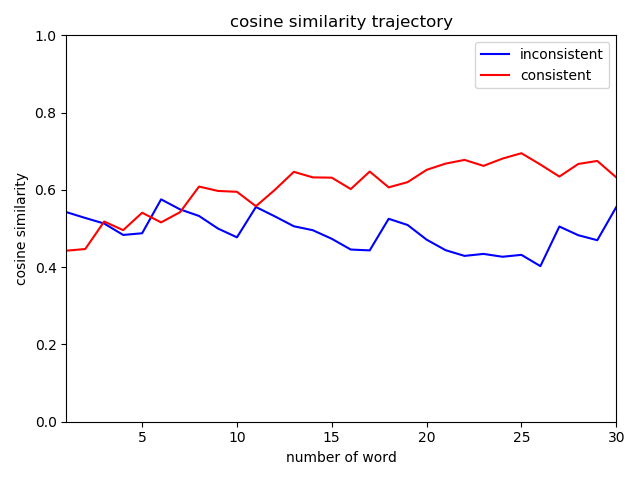 cosine similarity trajectory
inconsistent
consistent
1.0
0.8
0.6
0.4
0.2
0.0
cosine similarity
5
10
15
20
25
30
number of word